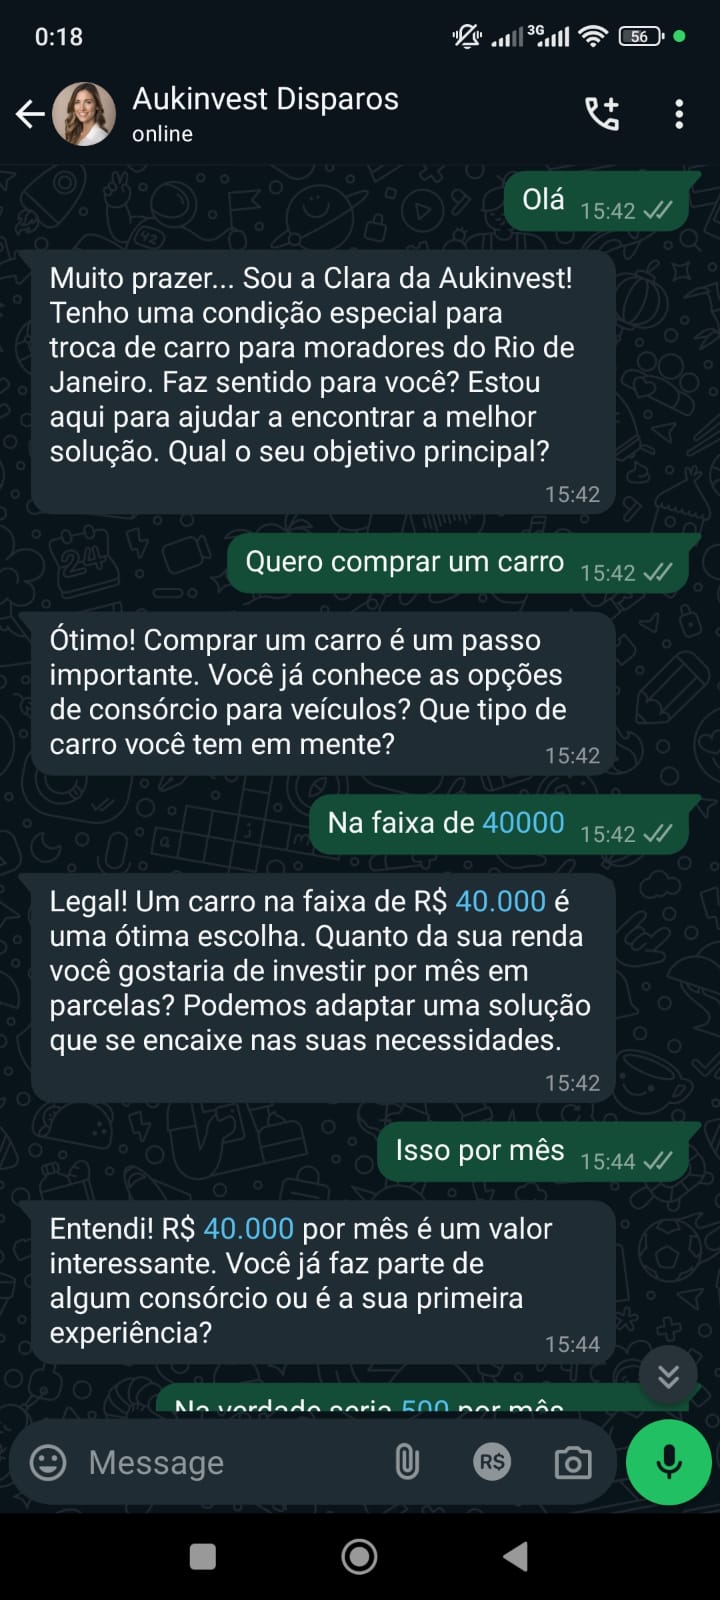 0:18
3G
56
Aukinvest Disparos
online
Olá 15:42
Muito prazer... Sou a Clara da Aukinvest!
Tenho uma condição especial para
troca de carro para moradores do Rio de
Janeiro. Faz sentido para você? Estou
aqui para ajudar a encontrar a melhor
solução. Qual o seu objetivo principal?
15:42
Quero comprar um carro 15:42
Ótimo! Comprar um carro é um passo
importante. Você já conhece as opções
de consórcio para veículos? Que tipo de
carro você tem em mente?
15:42
Na faixa de 40000 15:42
Legal! Um carro na faixa de R$ 40.000 é
uma ótima escolha. Quanto da sua renda
você gostaria de investir por mês em
parcelas? Podemos adaptar uma solução
que se encaixe nas suas necessidades.
15:42
Isso por mês 15:44
Entendi! R$ 40.000 por mês é um valor
interessante. Você já faz parte de
algum consórcio ou é a sua primeira
experiência?
15:44
Na verdade seria 500 por mês
Message
R$